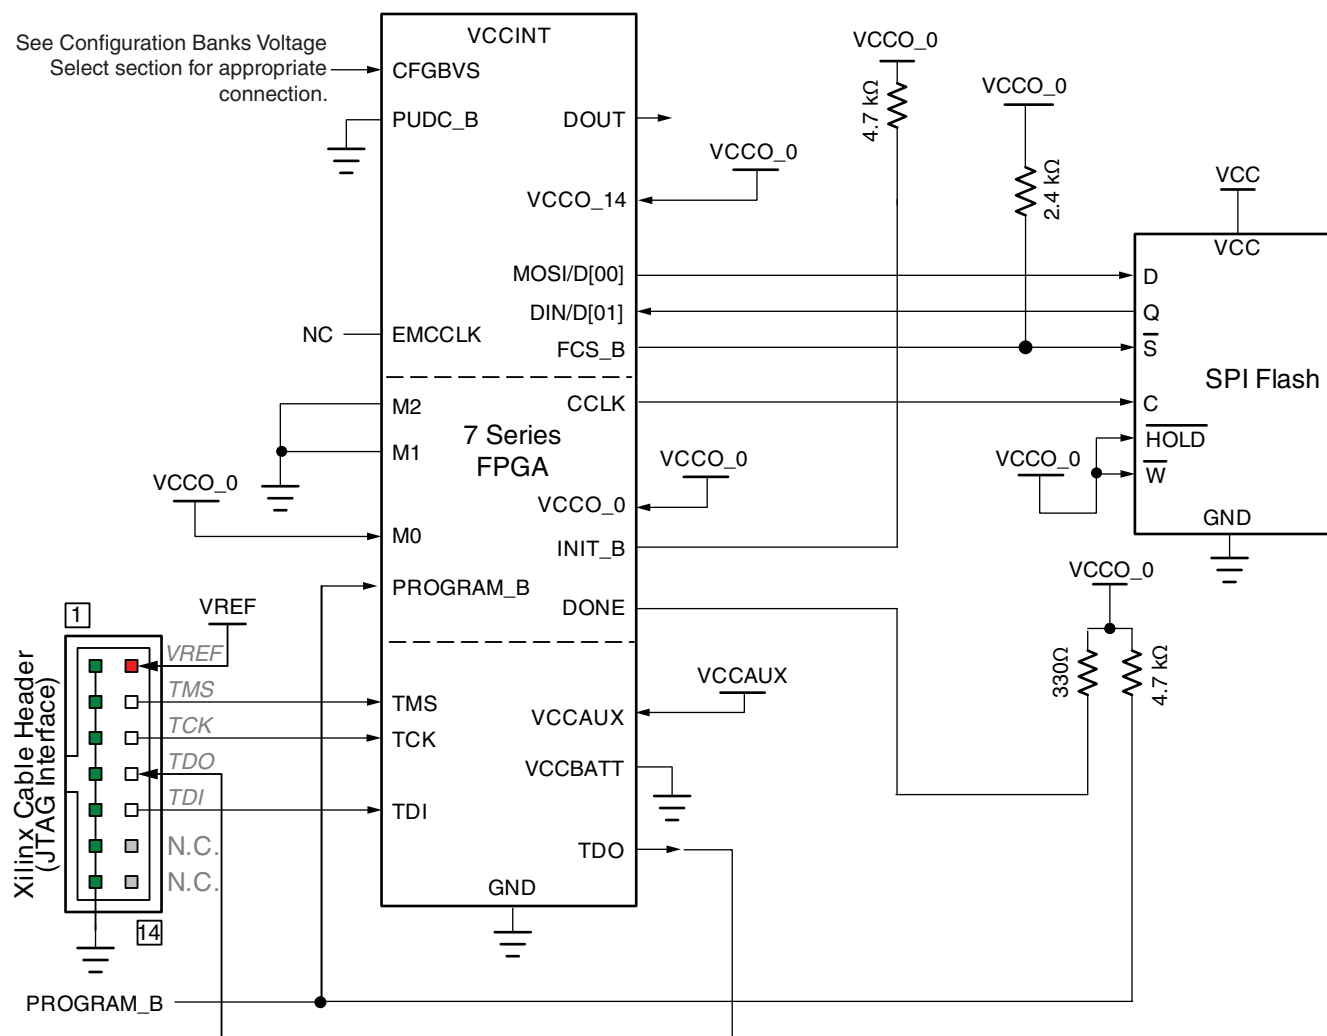 See Configuration Banks Voltage
Select section for appropriate
connection.
VCCINT
CFGBVS
PUDC_B
DOUT
VCCO_0
VCCO_14
VCCO_0
4.7 kΩ
VCCO_0
2.4 kΩ
VCC
VCC
MOSI/D[00]
D
DIN/D[01]
Q
NC
EMCCLK
FCS_B
S
SPI Flash
M2
CCLK
C
7 Series
FPGA
M1
HOLD
VCCO_0
W
VCCO_0
VCCO_0
M0
VCCO_0
GND
INIT_B
PROGRAM_B
DONE
VCCO_0
330Ω
4.7 kΩ
1
VREF
VREF
TMS
TMS
TCK
TCK
TDO
TDI
TDI
N.C.
N.C.
14
Xilinx Cable Header
(JTAG Interface)
VCCAUX
VCCAUX
VCCBATT
TDO
GND
PROGRAM_B